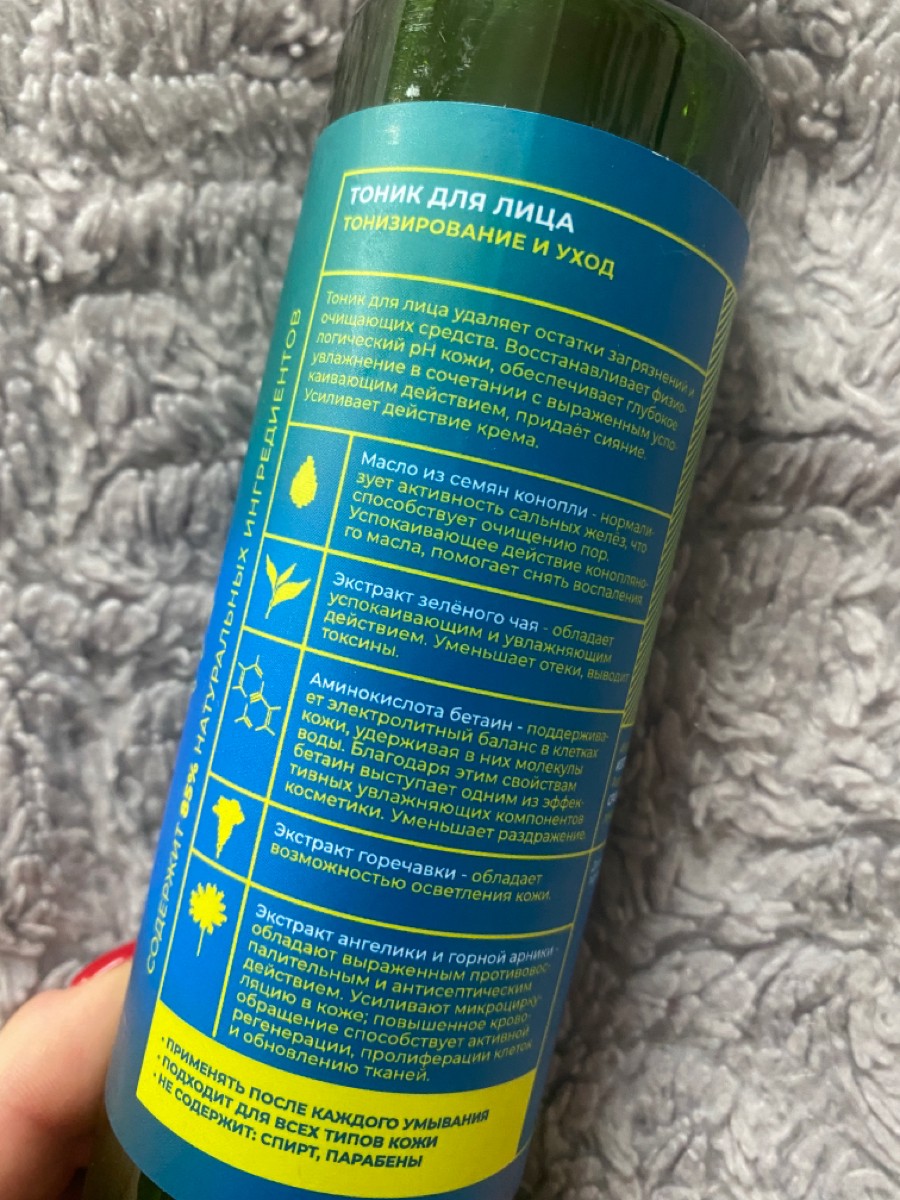 ТОНИК ДЛЯ ЛИЦА
ТОНИЗИРОВАНИЕ И УХОД
Тоник для лица удаляет остатки загрязнений и
очищающих средств. Восстанавливает физио-
логический pH кожи, обеспечивает глубокое
увлажнение в сочетании с выраженным успо-
каивающим действием, придаёт сияние.
Усиливает действие крема.
Масло из семян конопли - нормали-
зует активность сальных желёз, что
способствует очищению пор.
Успокаивающее действие конопляно-
го масла, помогает снять воспаления
Экстракт зелёного чая - обладает
успокаивающим и увлажняющим
действием. Уменьшает отеки, выводит
токсины.
Аминокислота бетаин - поддержива-
ет электролитный баланс в клетках
кожи, удерживая в них молекулы
воды. Благодаря этим свойствам
бетаин выступает одним из эффек-
тивных увлажняющих компонентов
косметики. Уменьшает раздражение.
Экстракт горечавки - обладает
возможностью осветления кожи.
Экстракт ангелики и горной арники -
обладают выраженным противовос-
палительным и антисептическим
действием. Усиливают микроцирку-
ляцию в коже; повышенное крово-
обращение способствует активной
регенерации, пролиферации клеток
и обновлению тканей.
• ПРИМЕНЯТЬ ПОСЛЕ КАЖДОГО УМЫВАНИЯ
• ПОДХОДИТ ДЛЯ ВСЕХ ТИПОВ КОЖИ
• НЕ СОДЕРЖИТ: СПИРТ, ПАРАБЕНЫ
СОДЕРЖИТ 85% НАТУРАЛЬНЫХ ИНГРЕДИЕНТОВ